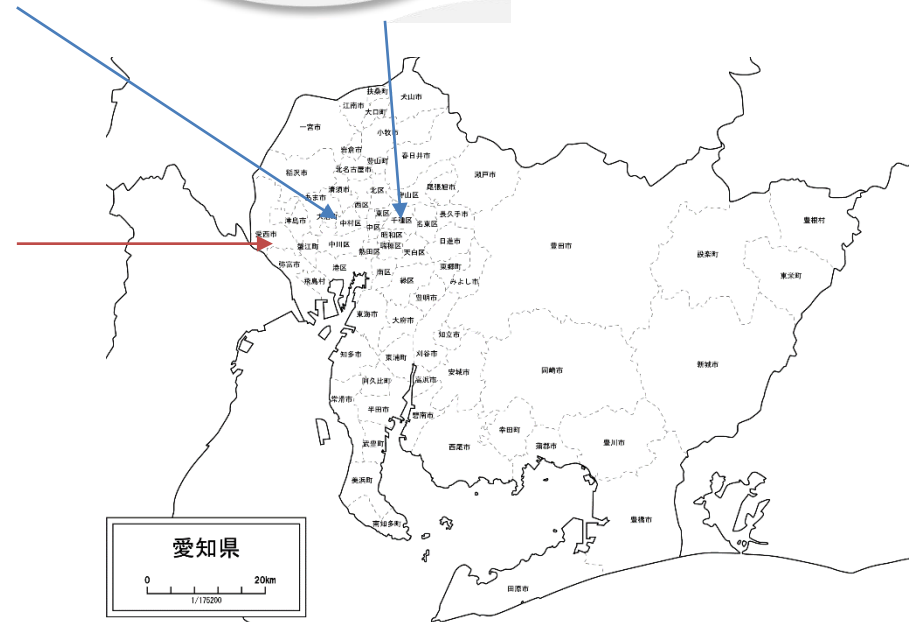 扶桑町
犬山市
江南市
大口町
一宮市
小牧市
岩倉市
豊山町
春日井市
稲沢市
北名古屋市
瀬戸市
清須市
北区
守山区
尾張旭市
あま市
西区
東区
長久手市
津島市
大治町
中村区
中区
千種区
名東区
豊根村
愛西市
昭和区
日進市
蟹江町
中川区
瑞穂区
熱田区
天白区
豊田市
設楽町
弥富市
港区
南区
東郷町
東栄町
飛島村
緑区
みよし市
豊明市
東海市
大府市
知立市
知多市
東浦町
刈谷市
新城市
安城市
岡崎市
阿久比町
高浜市
常滑市
半田市
碧南市
幸田町
武豊町
西尾市
蒲郡市
豊川市
美浜町
南知多町
豊橋市
田原市
愛知県
0
20km
1/175200